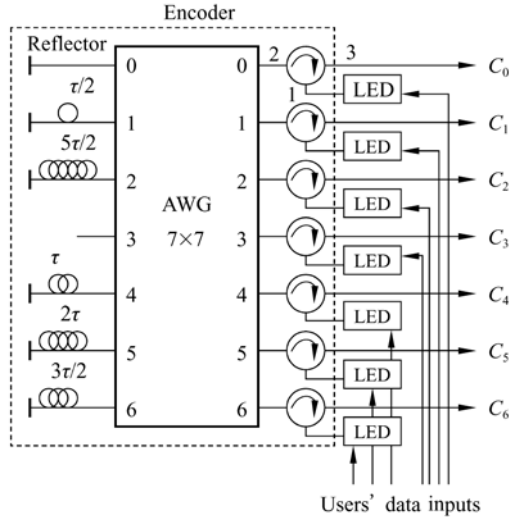 Encoder
Reflector
0
τ/2
1
5τ/2
2
3
τ
4
2τ
5
3τ/2
6
AWG
7×7
0
1
2
3
4
5
6
2
3
1
LED
LED
LED
LED
LED
LED
LED
C₀
C₁
C₂
C₃
C₄
C₅
C₆
Users' data inputs